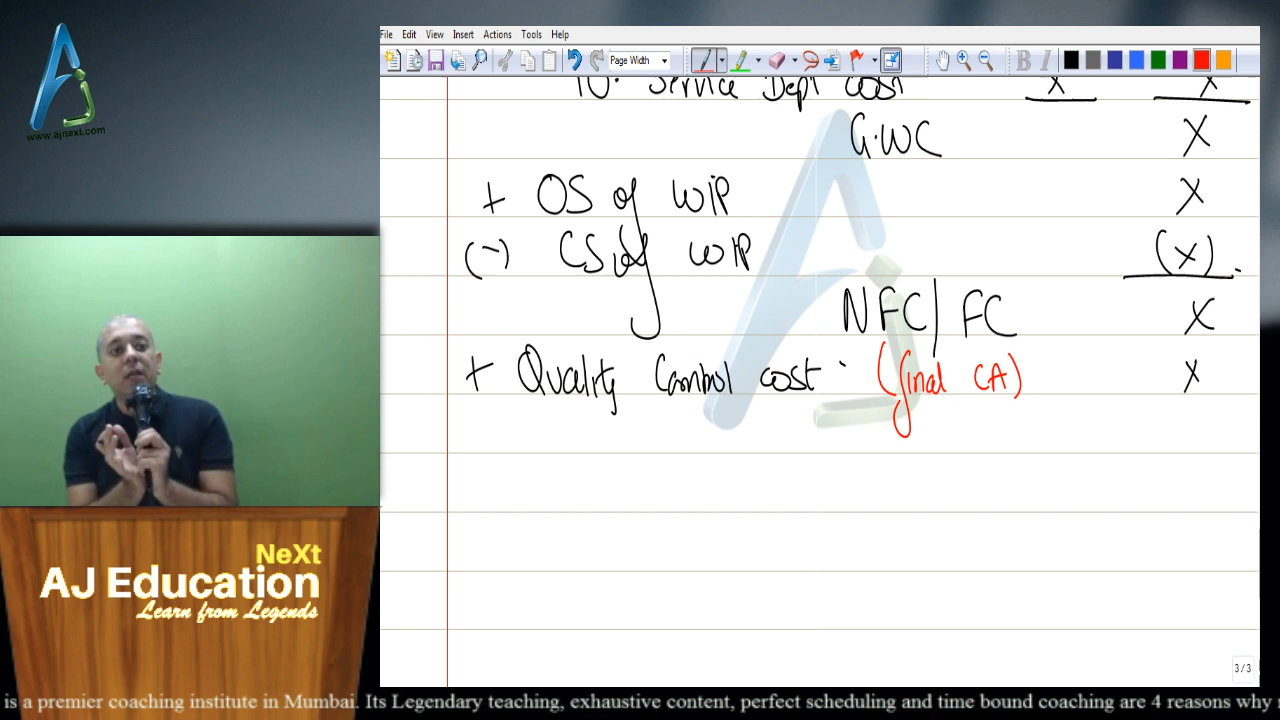 www.ajnext.com
File Edit View Insert Actions Tools Help
Page Width
B I
10. Service Dept cost X X
G.WC X
+ OS of WIP X
(-) CS of WIP (X)
NFC / FC X
+ Quality Control cost (final CA) X
NeXt
AJ Education
Learn from Legends
3/3
is a premier coaching institute in Mumbai. Its Legendary teaching, exhaustive content, perfect scheduling and time bound coaching are 4 reasons why